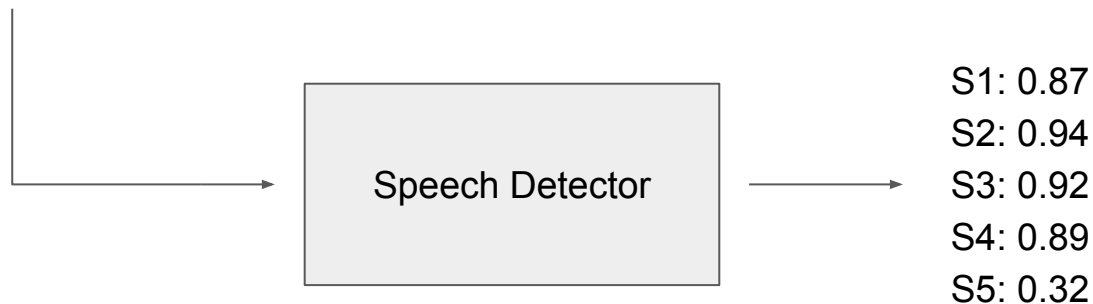 Speech Detector
S1: 0.87
S2: 0.94
S3: 0.92
S4: 0.89
S5: 0.32